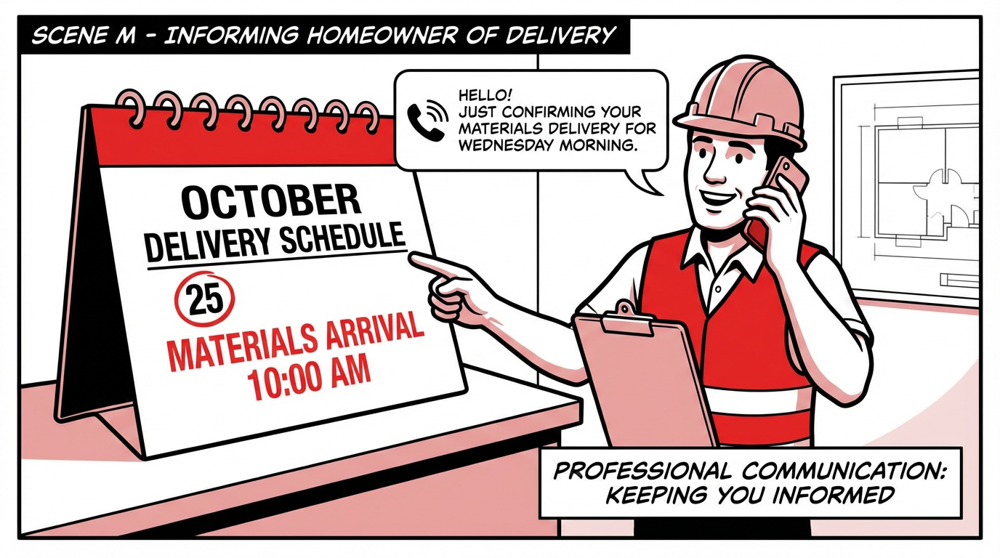 SCENE M - INFORMING HOMEOWNER OF DELIVERY
HELLO!
JUST CONFIRMING YOUR
MATERIALS DELIVERY FOR
WEDNESDAY MORNING.
OCTOBER
DELIVERY SCHEDULE
25
MATERIALS ARRIVAL
10:00 AM
PROFESSIONAL COMMUNICATION:
KEEPING YOU INFORMED